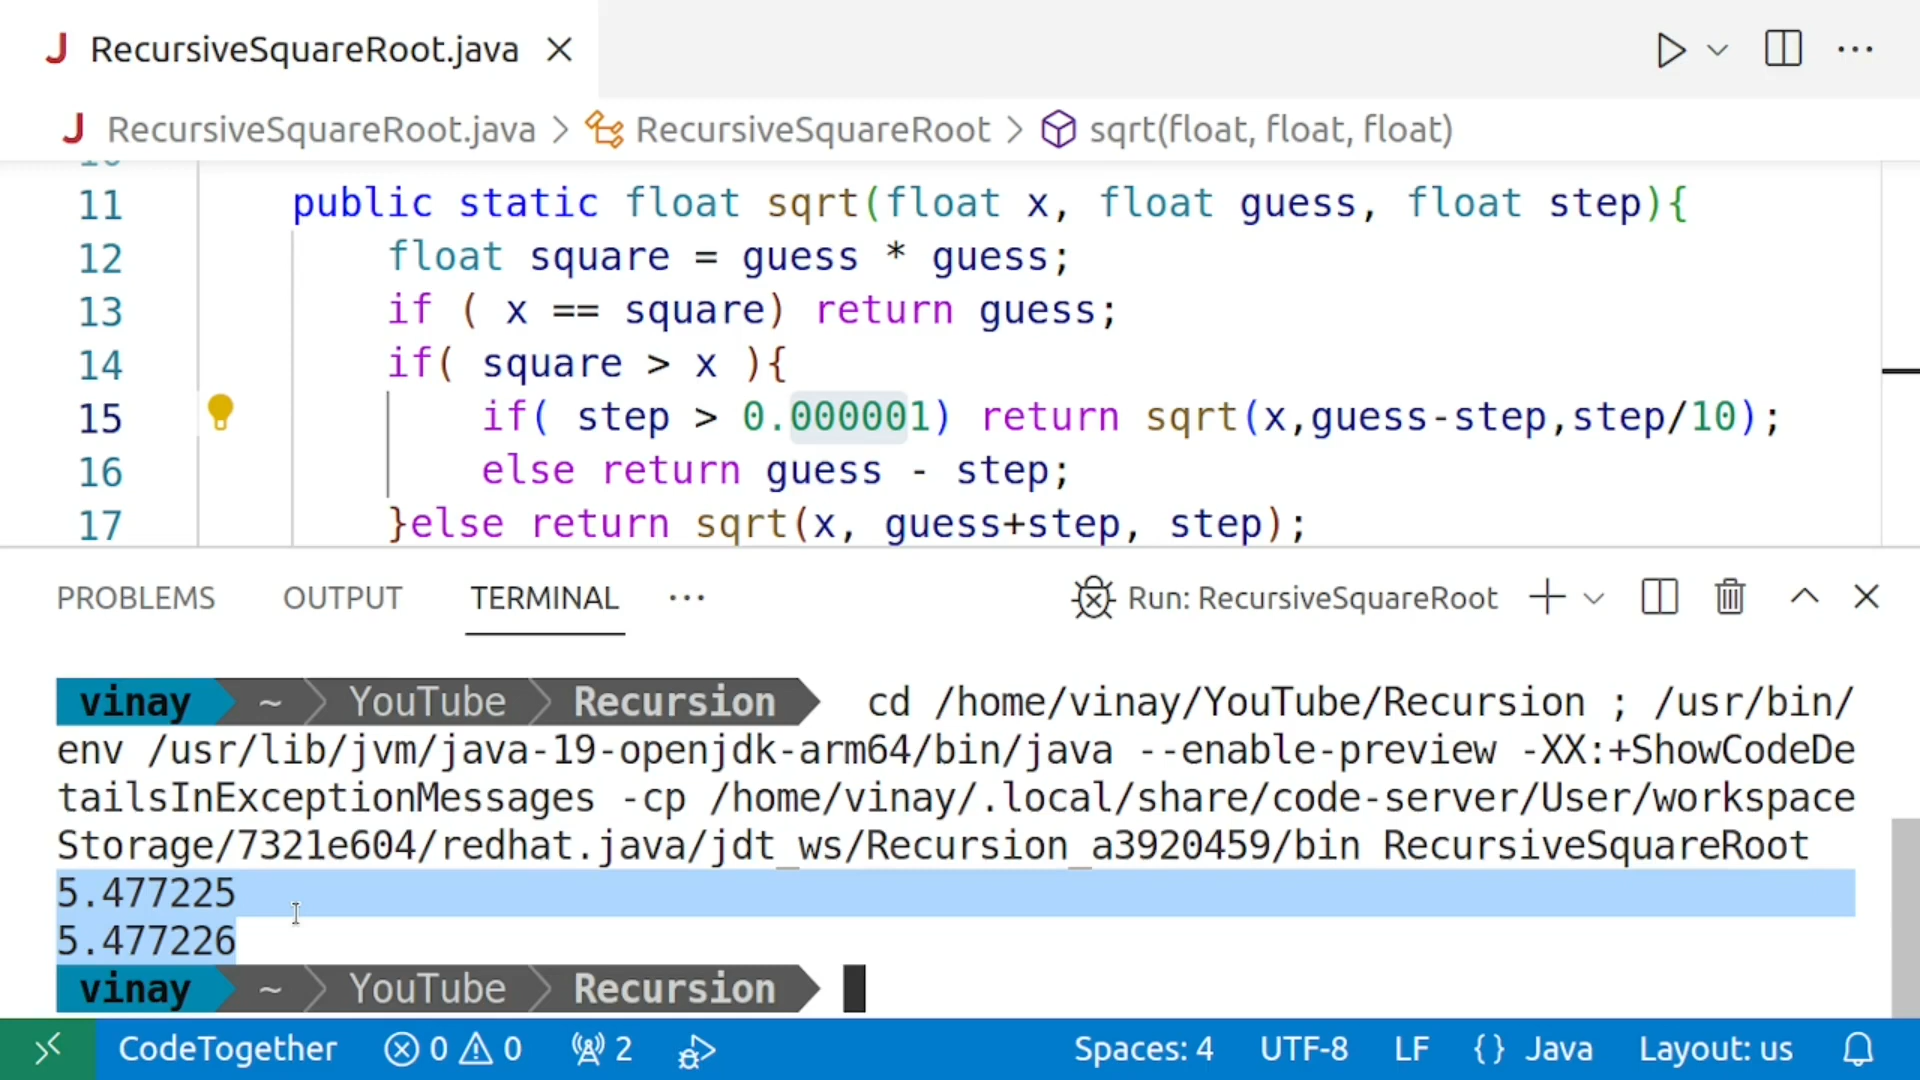 RecursiveSquareRoot.java
RecursiveSquareRoot.java > RecursiveSquareRoot > sqrt(float, float, float)
11 public static float sqrt(float x, float guess, float step){
12 float square = guess * guess;
13 if ( x == square) return guess;
14 if( square > x ){
15 if( step > 0.000001) return sqrt(x,guess-step,step/10);
16 else return guess - step;
17 }else return sqrt(x, guess+step, step);
PROBLEMS OUTPUT TERMINAL ··· Run: RecursiveSquareRoot
vinay ~ YouTube Recursion cd /home/vinay/YouTube/Recursion ; /usr/bin/
env /usr/lib/jvm/java-19-openjdk-arm64/bin/java --enable-preview -XX:+ShowCodeDe
tailsInExceptionMessages -cp /home/vinay/.local/share/code-server/User/workspace
Storage/7321e604/redhat.java/jdt_ws/Recursion_a3920459/bin RecursiveSquareRoot
5.477225
5.477226
vinay ~ YouTube Recursion
CodeTogether 0 0 2 Spaces: 4 UTF-8 LF {} Java Layout: us